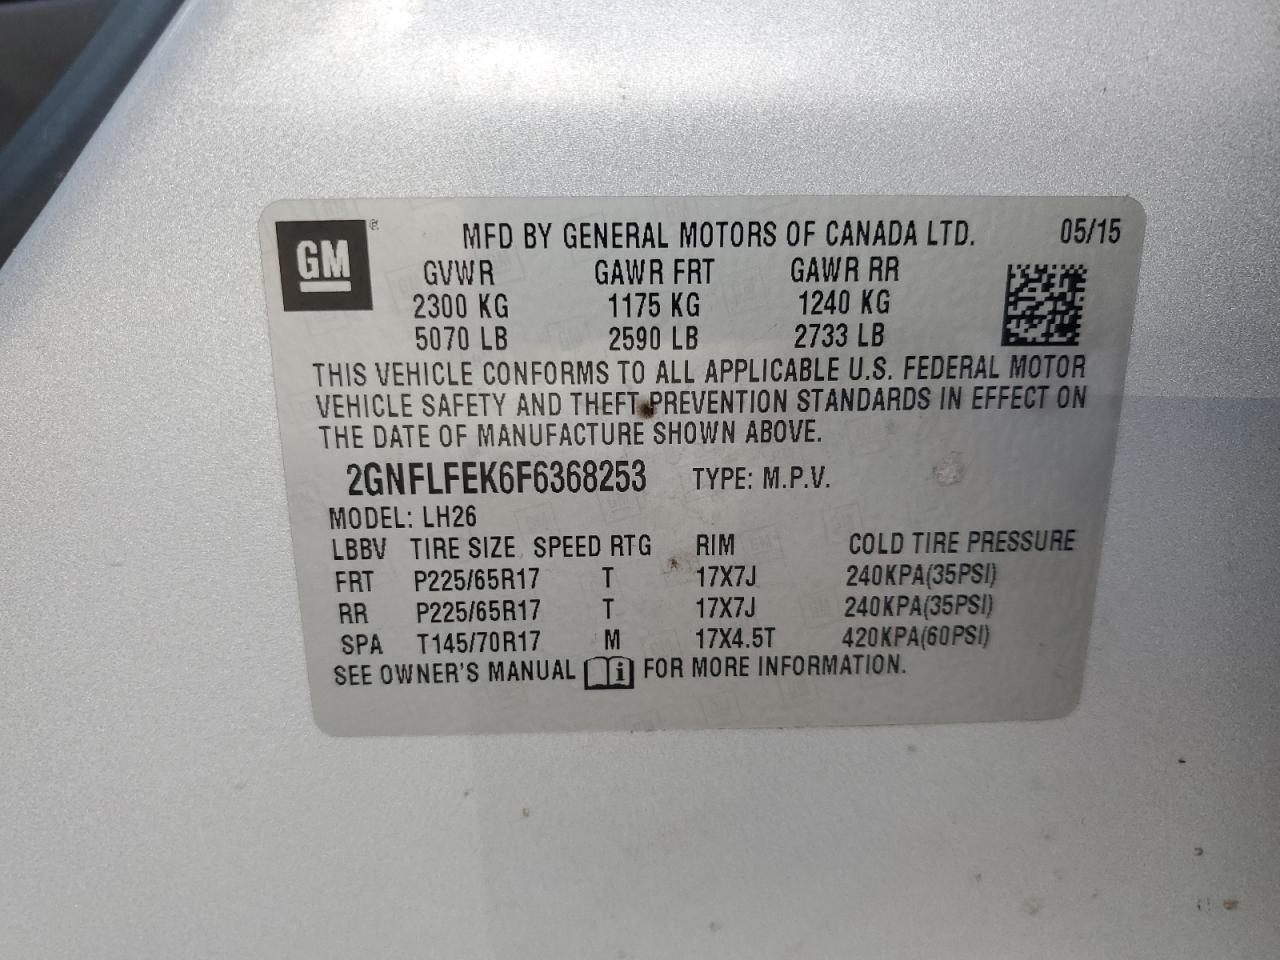 GM ®
MFD BY GENERAL MOTORS OF CANADA LTD. 05/15
GVWR GAWR FRT GAWR RR
2300 KG 1175 KG 1240 KG
5070 LB 2590 LB 2733 LB
THIS VEHICLE CONFORMS TO ALL APPLICABLE U.S. FEDERAL MOTOR
VEHICLE SAFETY AND THEFT PREVENTION STANDARDS IN EFFECT ON
THE DATE OF MANUFACTURE SHOWN ABOVE.
2GNFLFEK6F6368253 TYPE: M.P.V.
MODEL: LH26
LBBV TIRE SIZE SPEED RTG RIM COLD TIRE PRESSURE
FRT P225/65R17 T 17X7J 240KPA(35PSI)
RR P225/65R17 T 17X7J 240KPA(35PSI)
SPA T145/70R17 M 17X4.5T 420KPA(60PSI)
SEE OWNER'S MANUAL i FOR MORE INFORMATION.